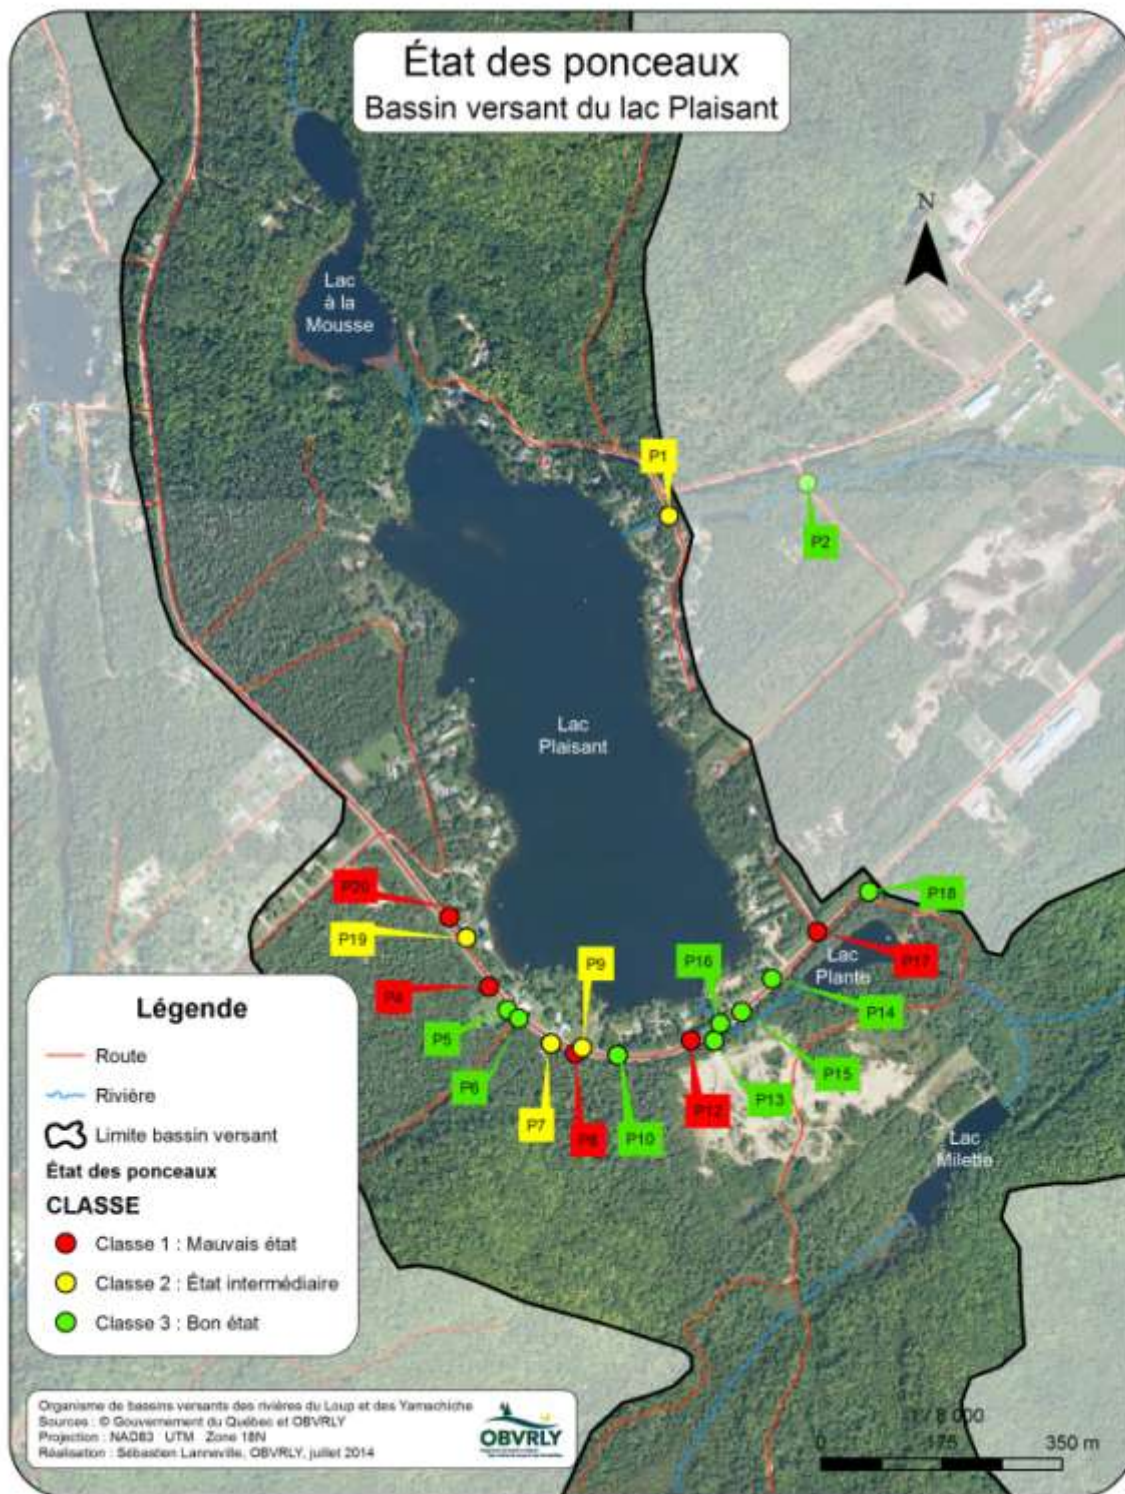 État des ponceaux
Bassin versant du lac Plaisant
N
Lac
à la
Mousse
P1
P2
Lac
Plaisant
P20
P19
P18
P4
P9
P16
Lac
Plante
P17
P5
P14
P6
P15
P7
P8
P10
P12
P13
Lac
Milette
Légende
Route
Rivière
Limite bassin versant
État des ponceaux
CLASSE
Classe 1 : Mauvais état
Classe 2 : État intermédiaire
Classe 3 : Bon état
Organisme de bassins versants des rivières du Loup et des Yamachiche
Sources : © Gouvernement du Québec et OBVRLY
Projection : NAD83 UTM Zone 18N
Réalisation : Sébastien Lanneville, OBVRLY, juillet 2014
OBVRLY
1 / 8 000
0 175 350 m